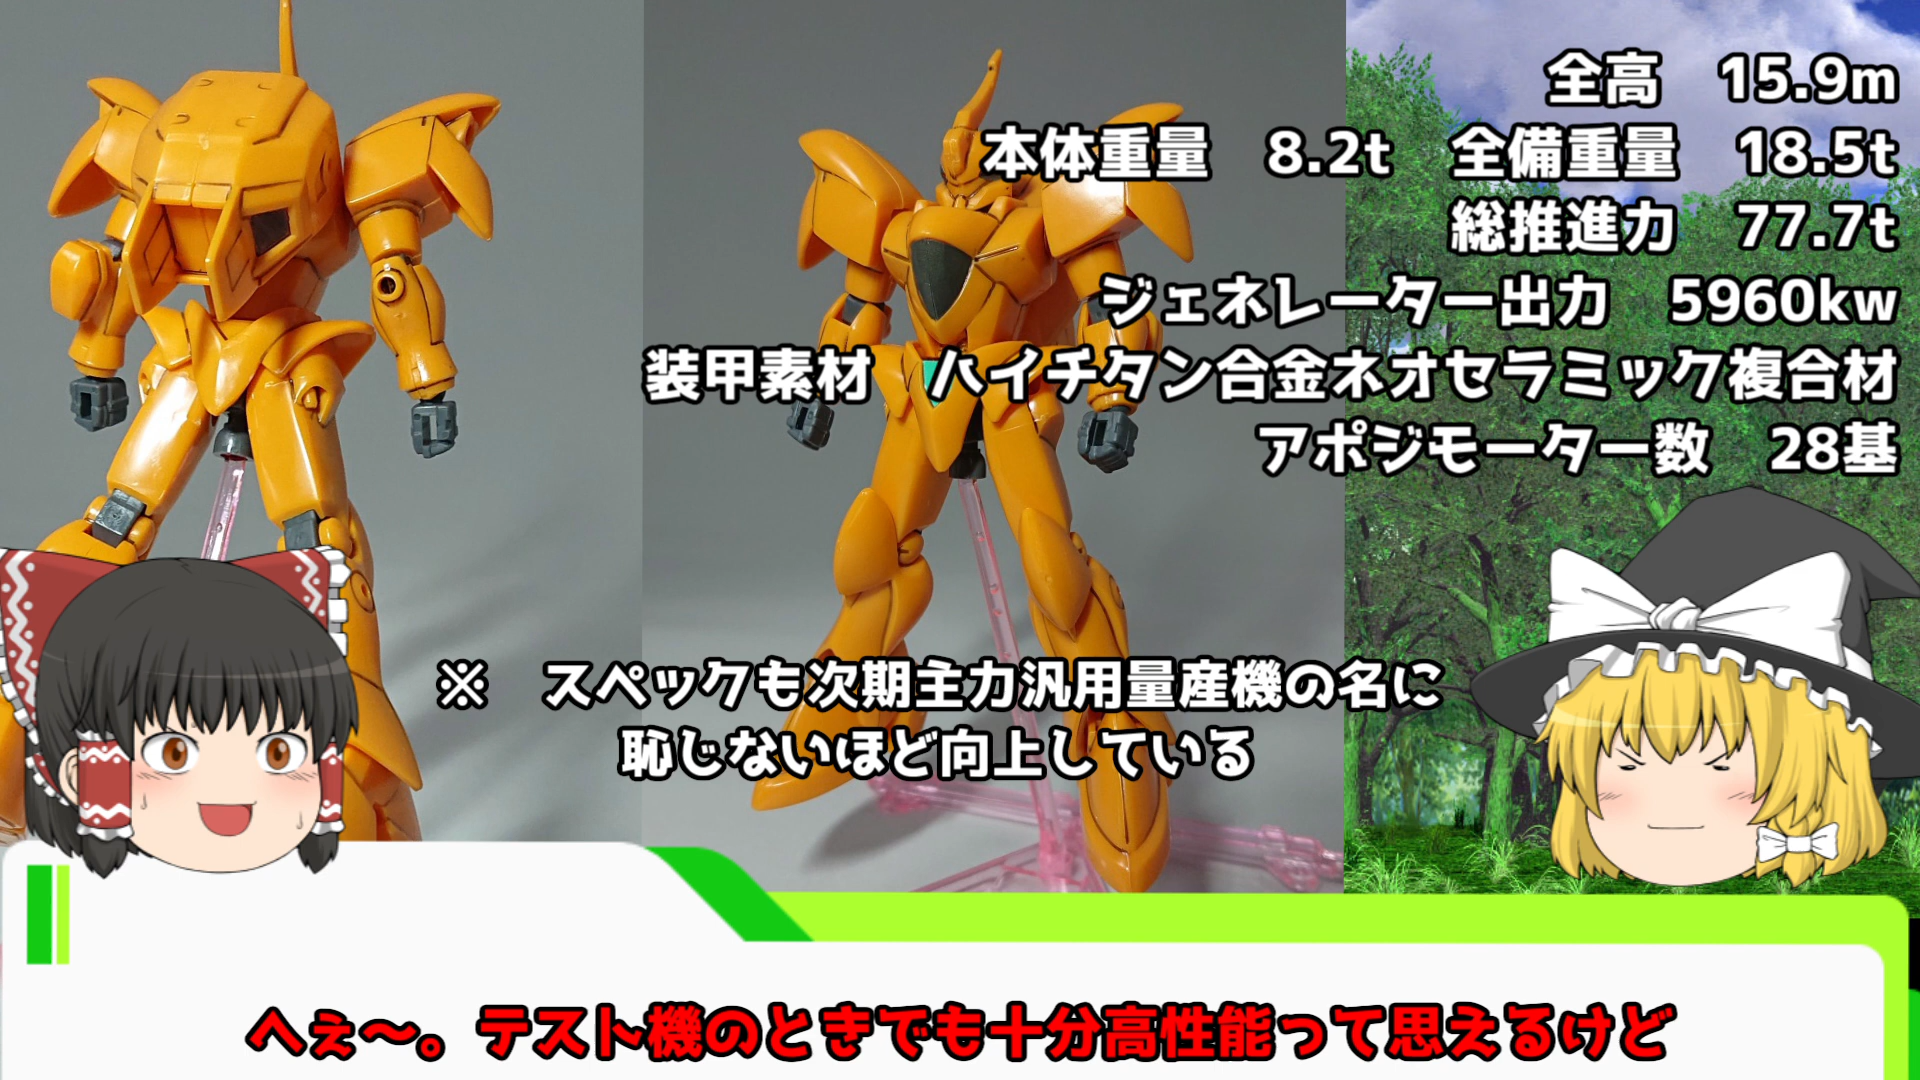 全高　15.9m
本体重量　8.2t　全備重量　18.5t
総推進力　77.7t
ジェネレーター出力　5960kw
装甲素材　ハイチタン合金ネオセラミック複合材
アポジモーター数　28基
※　スペックも次期主力汎用量産機の名に
恥じないほど向上している
へぇ～。テスト機のときでも十分高性能って思えるけど